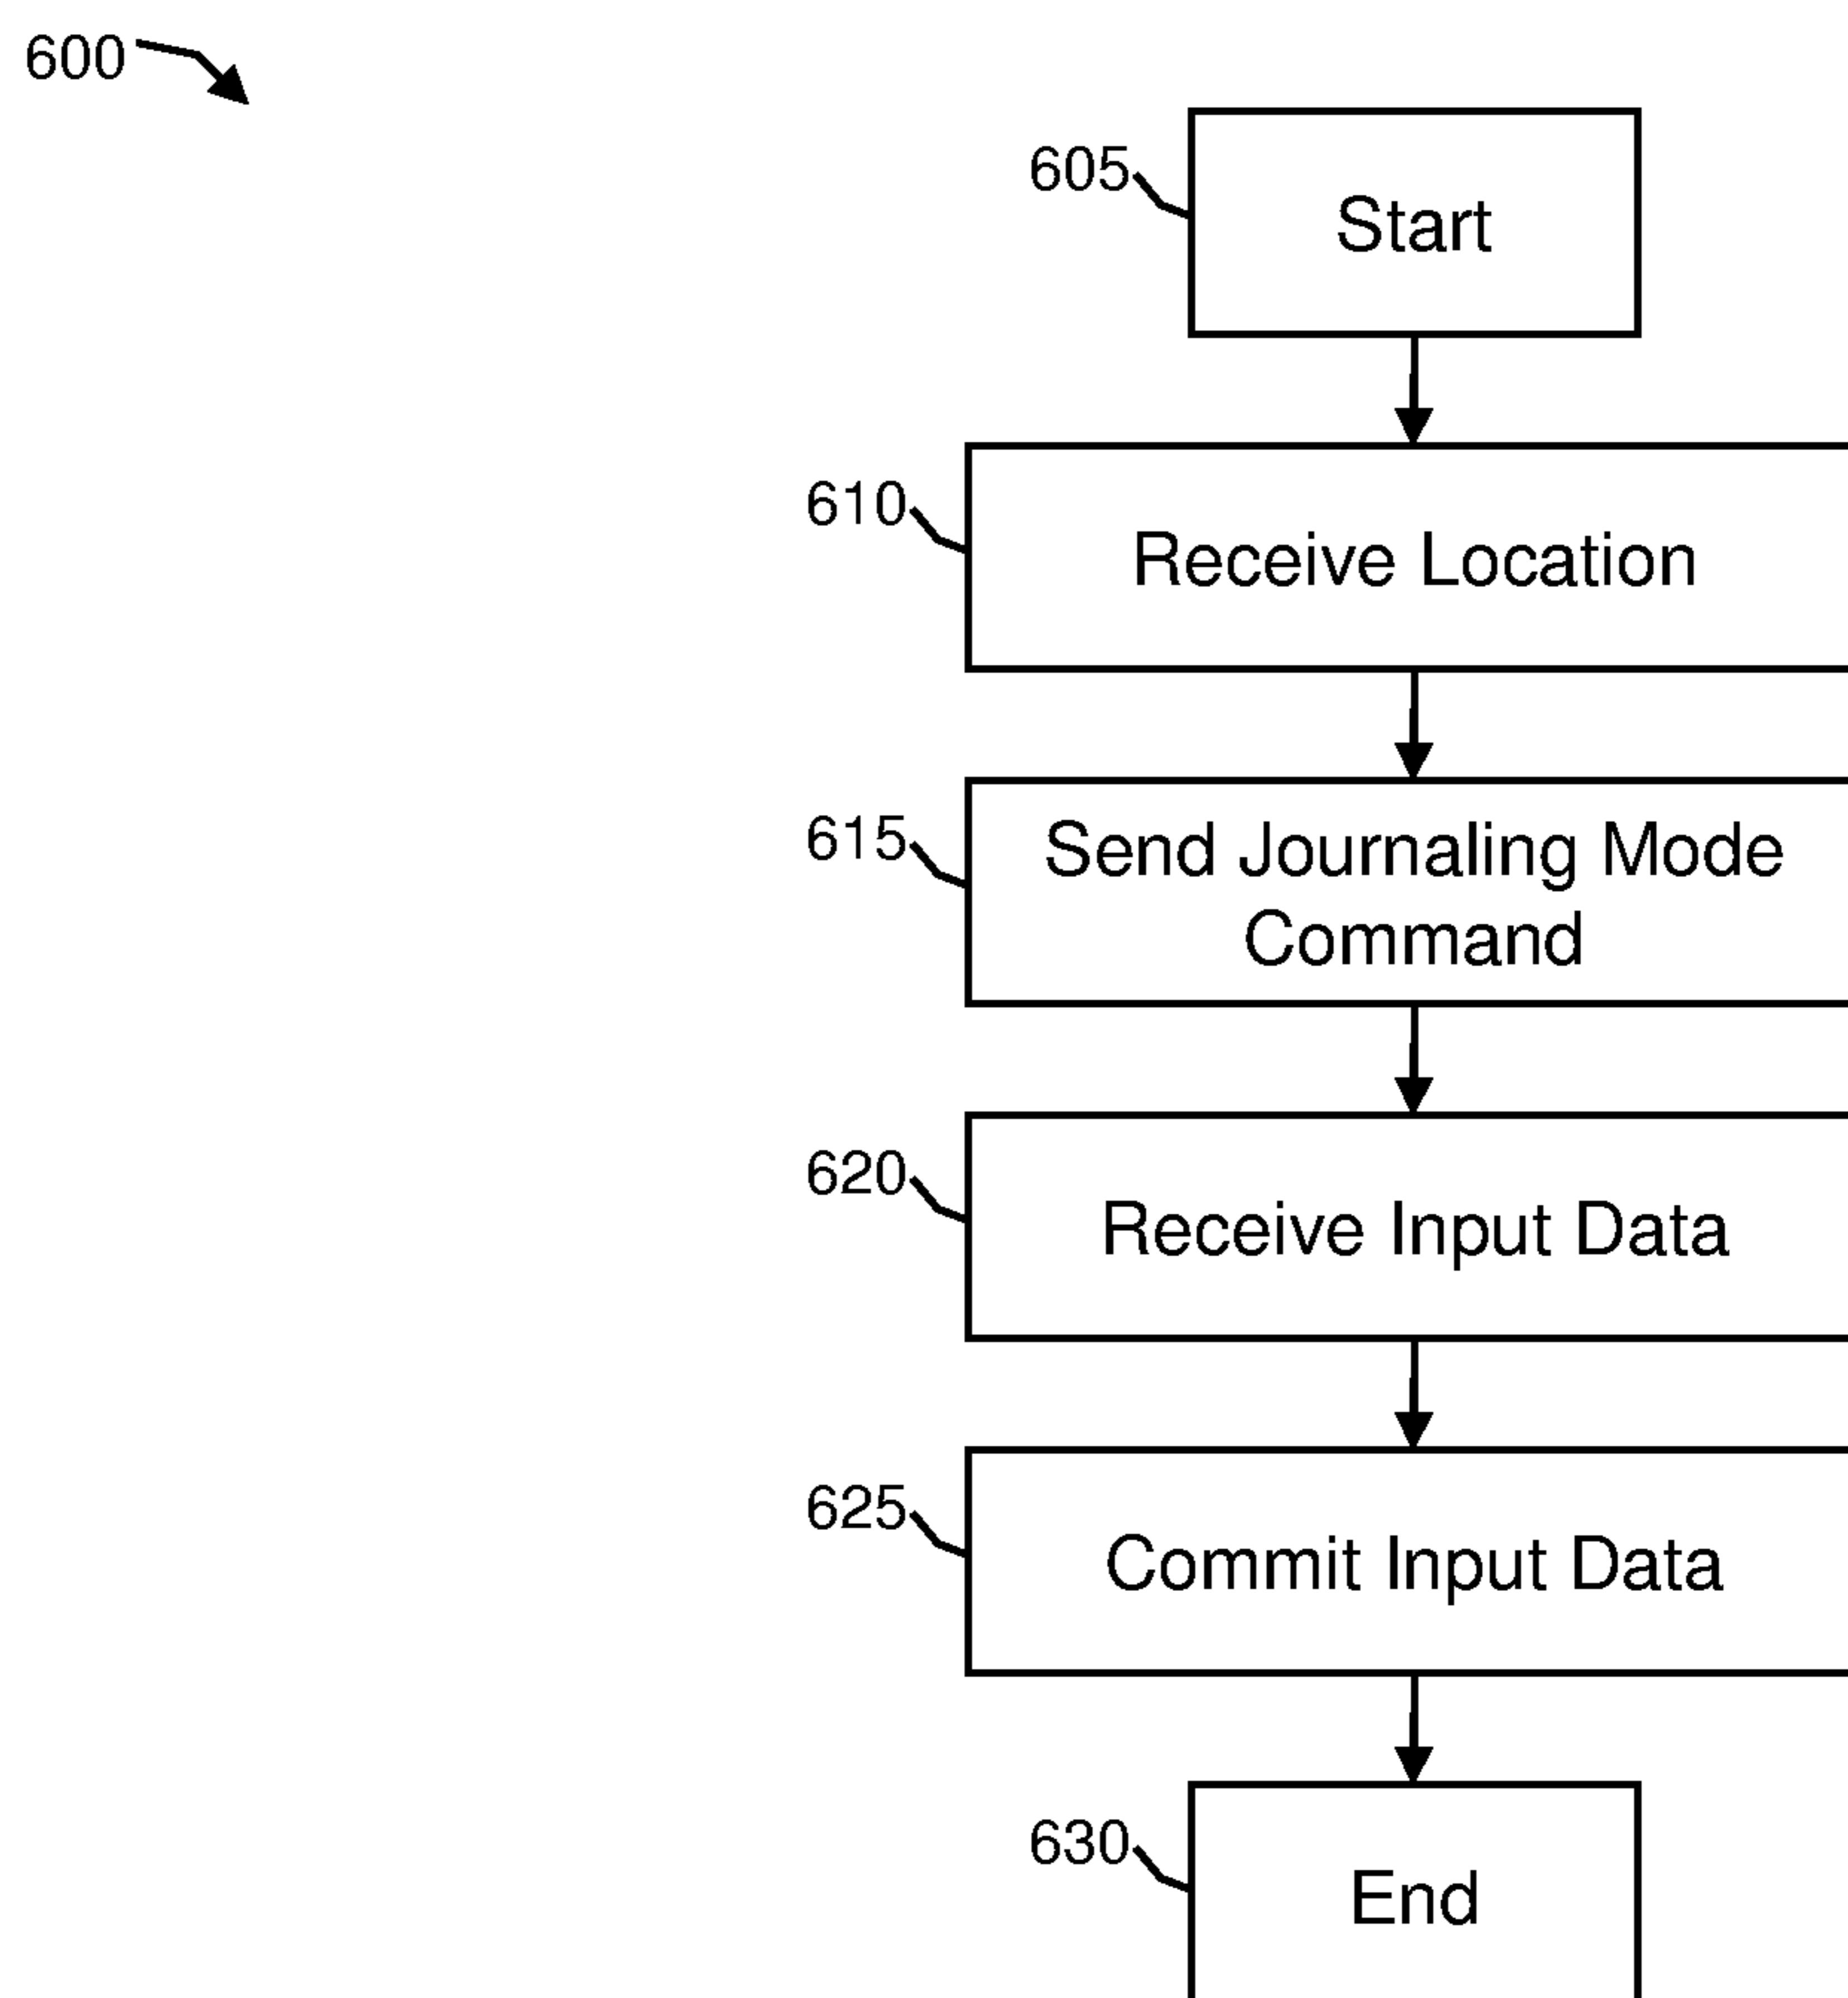 600
605
Start
610
Receive Location
615
Send Journaling Mode
Command
620
Receive Input Data
625
Commit Input Data
630
End